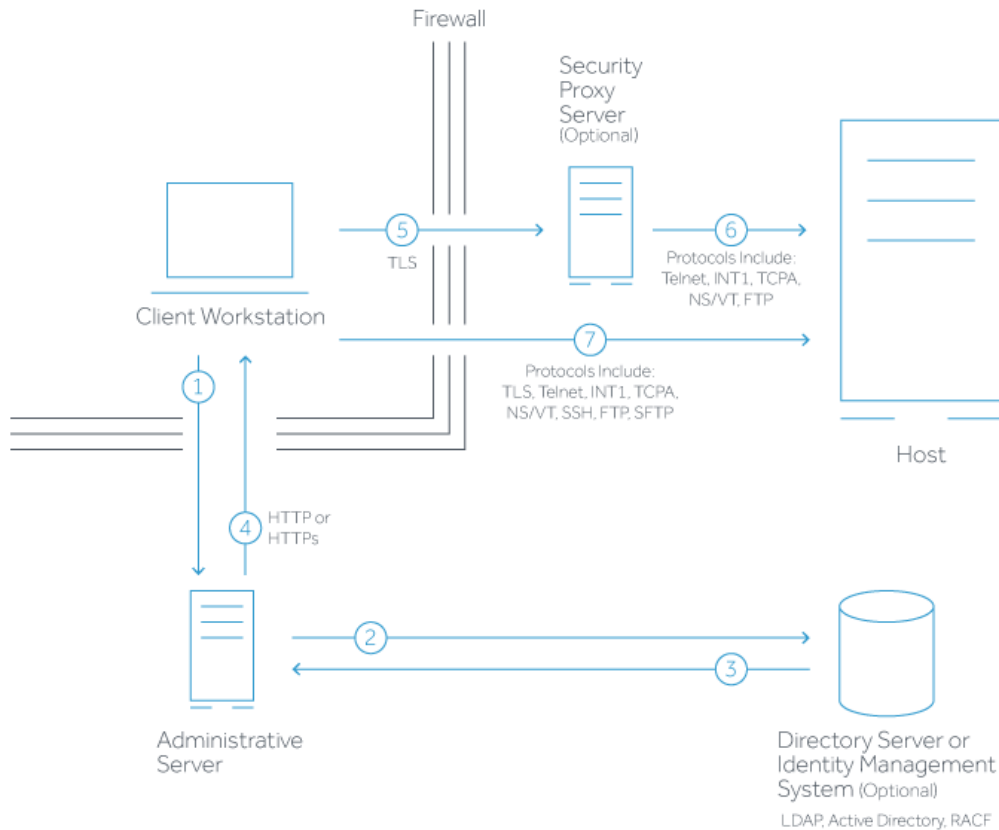 Firewall
Security
Proxy
Server
(Optional)
5
TLS
6
Protocols Include:
Telnet, INT1, TCPA,
NS/VT, FTP
Client Workstation
7
Protocols Include:
TLS, Telnet, INT1, TCPA,
NS/VT, SSH, FTP, SFTP
1
Host
4
HTTP or
HTTPs
2
3
Administrative
Server
Directory Server or
Identity Management
System (Optional)
LDAP, Active Directory, RACF